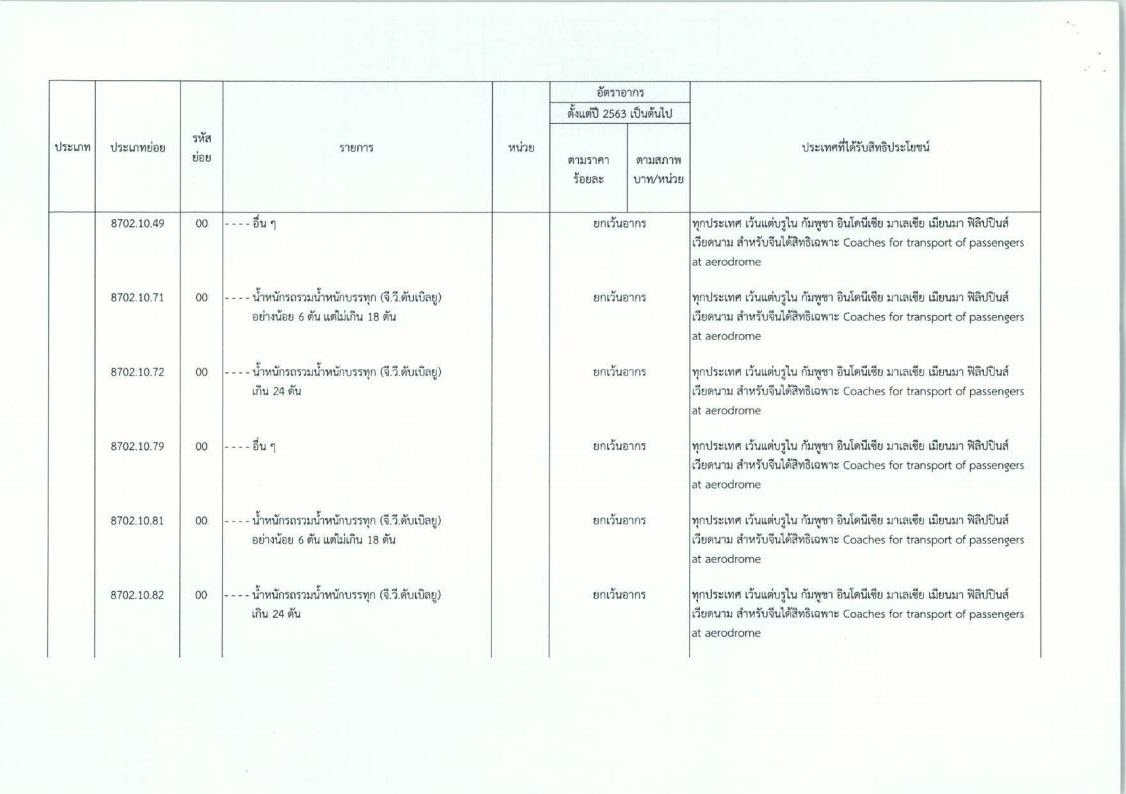 ประเภท
ประเภทย่อย
รหัส
ย่อย
รายการ
หน่วย
อัตราอากร
ตั้งแต่ปี 2563 เป็นต้นไป
ตามราคา
ร้อยละ
ตามสภาพ
บาท/หน่วย
ประเทศที่ได้รับสิทธิประโยชน์
8702.10.49 00 - - - - อื่น ๆ ยกเว้นอากร ทุกประเทศ เว้นแต่บรูไน กัมพูชา อินโดนีเซีย มาเลเซีย เมียนมา ฟิลิปปินส์
เวียดนาม สำหรับจีนได้สิทธิเฉพาะ Coaches for transport of passengers
at aerodrome
8702.10.71 00 - - - - น้ำหนักรถรวมน้ำหนักบรรทุก (จี.วี.ดับเบิลยู) ยกเว้นอากร ทุกประเทศ เว้นแต่บรูไน กัมพูชา อินโดนีเซีย มาเลเซีย เมียนมา ฟิลิปปินส์
อย่างน้อย 6 ตัน แต่ไม่เกิน 18 ตัน เวียดนาม สำหรับจีนได้สิทธิเฉพาะ Coaches for transport of passengers
at aerodrome
8702.10.72 00 - - - - น้ำหนักรถรวมน้ำหนักบรรทุก (จี.วี.ดับเบิลยู) ยกเว้นอากร ทุกประเทศ เว้นแต่บรูไน กัมพูชา อินโดนีเซีย มาเลเซีย เมียนมา ฟิลิปปินส์
เกิน 24 ตัน เวียดนาม สำหรับจีนได้สิทธิเฉพาะ Coaches for transport of passengers
at aerodrome
8702.10.79 00 - - - - อื่น ๆ ยกเว้นอากร ทุกประเทศ เว้นแต่บรูไน กัมพูชา อินโดนีเซีย มาเลเซีย เมียนมา ฟิลิปปินส์
เวียดนาม สำหรับจีนได้สิทธิเฉพาะ Coaches for transport of passengers
at aerodrome
8702.10.81 00 - - - - น้ำหนักรถรวมน้ำหนักบรรทุก (จี.วี.ดับเบิลยู) ยกเว้นอากร ทุกประเทศ เว้นแต่บรูไน กัมพูชา อินโดนีเซีย มาเลเซีย เมียนมา ฟิลิปปินส์
อย่างน้อย 6 ตัน แต่ไม่เกิน 18 ตัน เวียดนาม สำหรับจีนได้สิทธิเฉพาะ Coaches for transport of passengers
at aerodrome
8702.10.82 00 - - - - น้ำหนักรถรวมน้ำหนักบรรทุก (จี.วี.ดับเบิลยู) ยกเว้นอากร ทุกประเทศ เว้นแต่บรูไน กัมพูชา อินโดนีเซีย มาเลเซีย เมียนมา ฟิลิปปินส์
เกิน 24 ตัน เวียดนาม สำหรับจีนได้สิทธิเฉพาะ Coaches for transport of passengers
at aerodrome